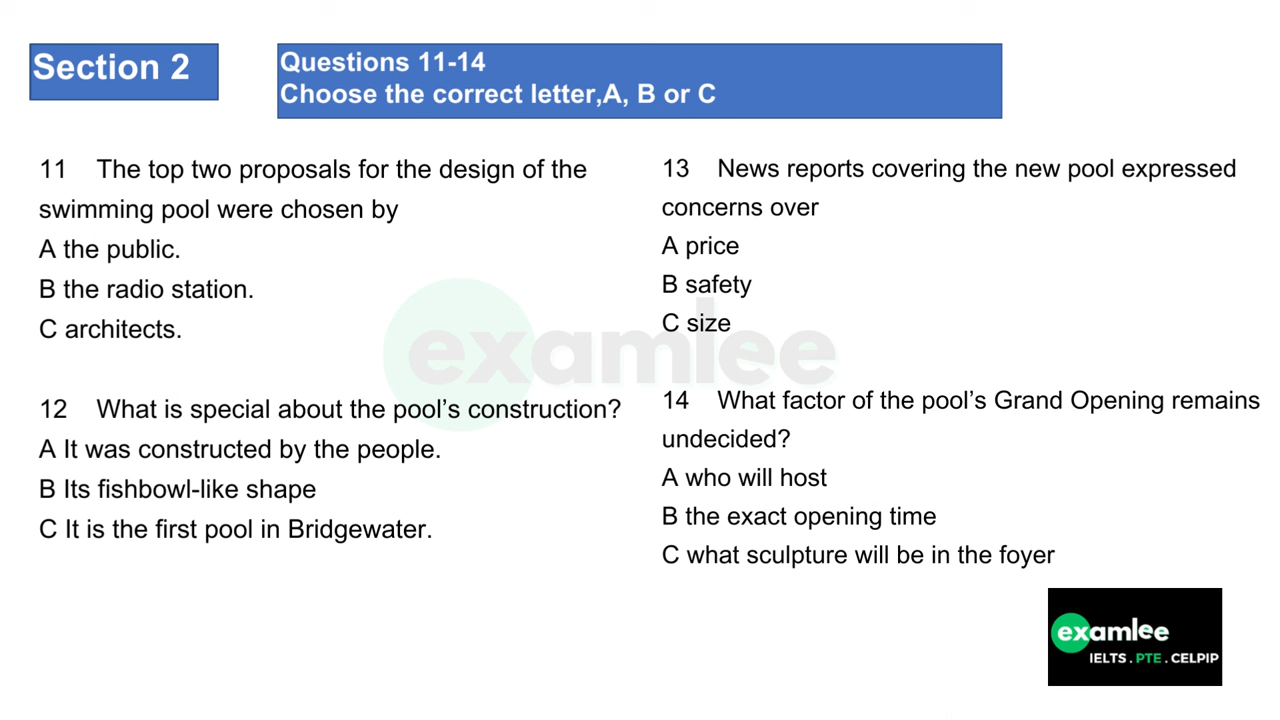 Section 2
Questions 11-14
Choose the correct letter,A, B or C
11 The top two proposals for the design of the
swimming pool were chosen by
A the public.
B the radio station.
C architects.
12 What is special about the pool’s construction?
A It was constructed by the people.
B Its fishbowl-like shape
C It is the first pool in Bridgewater.
13 News reports covering the new pool expressed
concerns over
A price
B safety
C size
14 What factor of the pool’s Grand Opening remains
undecided?
A who will host
B the exact opening time
C what sculpture will be in the foyer
examlee
examlee
IELTS . PTE . CELPIP